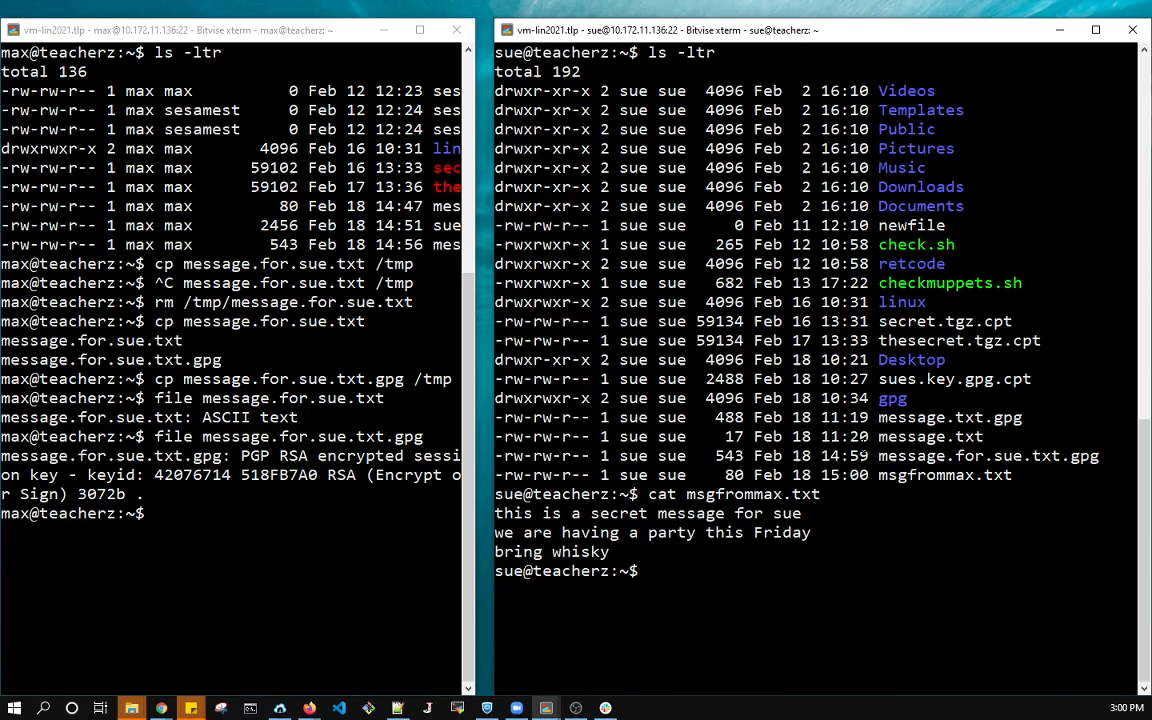 vm-lin2021.tlp - max@10.172.11.136:22 - Bitvise xterm - max@teacherz: ~
max@teacherz:~$ ls -ltr
total 136
-rw-rw-r-- 1 max max          0 Feb 12 12:23 ses
-rw-rw-r-- 1 max sesamest     0 Feb 12 12:24 ses
-rw-rw-r-- 1 max sesamest     0 Feb 12 12:24 ses
drwxrwxr-x 2 max max       4096 Feb 16 10:31 lin
-rw-rw-r-- 1 max max      59102 Feb 16 13:33 sec
-rw-rw-r-- 1 max max      59102 Feb 17 13:36 the
-rw-rw-r-- 1 max max         80 Feb 18 14:47 mes
-rw-rw-r-- 1 max max       2456 Feb 18 14:51 sue
-rw-rw-r-- 1 max max        543 Feb 18 14:56 mes
max@teacherz:~$ cp message.for.sue.txt /tmp
max@teacherz:~$ ^C message.for.sue.txt /tmp
max@teacherz:~$ rm /tmp/message.for.sue.txt
max@teacherz:~$ cp message.for.sue.txt
message.for.sue.txt
message.for.sue.txt.gpg
max@teacherz:~$ cp message.for.sue.txt.gpg /tmp
max@teacherz:~$ file message.for.sue.txt
message.for.sue.txt: ASCII text
max@teacherz:~$ file message.for.sue.txt.gpg
message.for.sue.txt.gpg: PGP RSA encrypted sessi
on key - keyid: 42076714 518FB7A0 RSA (Encrypt o
r Sign) 3072b .
max@teacherz:~$
vm-lin2021.tlp - sue@10.172.11.136:22 - Bitvise xterm - sue@teacherz: ~
sue@teacherz:~$ ls -ltr
total 192
drwxr-xr-x 2 sue sue  4096 Feb  2 16:10 Videos
drwxr-xr-x 2 sue sue  4096 Feb  2 16:10 Templates
drwxr-xr-x 2 sue sue  4096 Feb  2 16:10 Public
drwxr-xr-x 2 sue sue  4096 Feb  2 16:10 Pictures
drwxr-xr-x 2 sue sue  4096 Feb  2 16:10 Music
drwxr-xr-x 2 sue sue  4096 Feb  2 16:10 Downloads
drwxr-xr-x 2 sue sue  4096 Feb  2 16:10 Documents
-rw-rw-r-- 1 sue sue     0 Feb 11 12:10 newfile
-rwxrwxr-x 1 sue sue   265 Feb 12 10:58 check.sh
drwxrwxr-x 2 sue sue  4096 Feb 12 10:58 retcode
-rwxrwxr-x 1 sue sue   682 Feb 13 17:22 checkmuppets.sh
drwxrwxr-x 2 sue sue  4096 Feb 16 10:31 linux
-rw-rw-r-- 1 sue sue 59134 Feb 16 13:31 secret.tgz.cpt
-rw-rw-r-- 1 sue sue 59134 Feb 17 13:33 thesecret.tgz.cpt
drwxr-xr-x 2 sue sue  4096 Feb 18 10:21 Desktop
-rw-rw-r-- 1 sue sue  2488 Feb 18 10:27 sues.key.gpg.cpt
drwxrwxr-x 2 sue sue  4096 Feb 18 10:34 gpg
-rw-rw-r-- 1 sue sue   488 Feb 18 11:19 message.txt.gpg
-rw-rw-r-- 1 sue sue    17 Feb 18 11:20 message.txt
-rw-rw-r-- 1 sue sue   543 Feb 18 14:59 message.for.sue.txt.gpg
-rw-rw-r-- 1 sue sue    80 Feb 18 15:00 msgfrommax.txt
sue@teacherz:~$ cat msgfrommax.txt
this is a secret message for sue
we are having a party this Friday
bring whisky
sue@teacherz:~$
3:00 PM